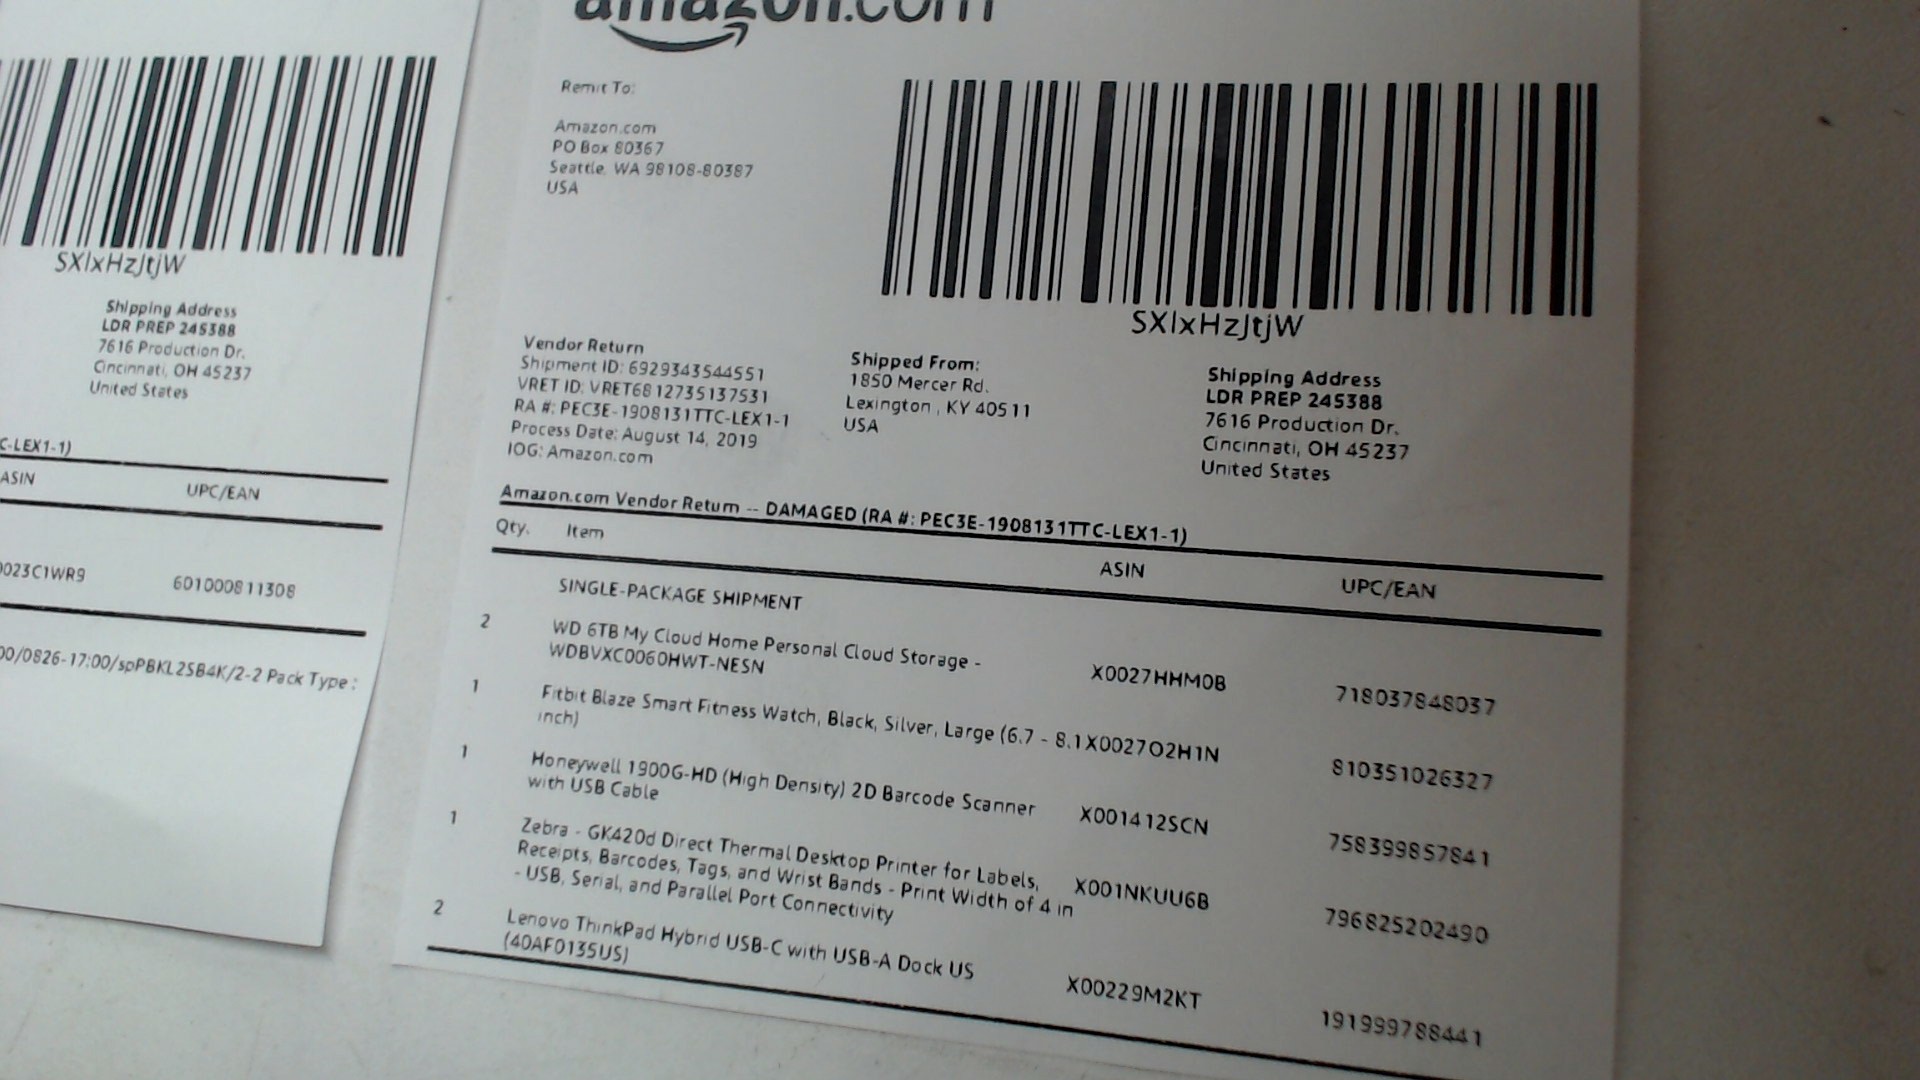 SXlxHzJtjW
Shipping Address
LDR PREP 245388
7616 Production Dr.
Cincinnati, OH 45237
United States
C-LEX1-1)
ASIN UPC/EAN
0023C1WR9 601000811308
00/0826-17:00/spPBKL2SB4K/2-2 Pack Type :
amazon.com
Remit To:
Amazon.com
PO Box 80367
Seattle, WA 98108-80387
USA
SXlxHzJtjW
Vendor Return
Shipment ID: 6929343544551
VRET ID: VRET6812735137531
RA #: PEC3E-1908131TTC-LEX1-1
Process Date: August 14, 2019
IOG: Amazon.com
Shipped From:
1850 Mercer Rd.
Lexington , KY 40511
USA
Shipping Address
LDR PREP 245388
7616 Production Dr.
Cincinnati, OH 45237
United States
Amazon.com Vendor Return -- DAMAGED (RA #: PEC3E-1908131TTC-LEX1-1)
Qty. Item ASIN UPC/EAN
SINGLE-PACKAGE SHIPMENT
2 WD 6TB My Cloud Home Personal Cloud Storage - X0027HHM0B 718037848037
WDBVXC0060HWT-NESN
1 Fitbit Blaze Smart Fitness Watch, Black, Silver, Large (6.7 - 8.1 X0027O2H1N 810351026327
inch)
1 Honeywell 1900G-HD (High Density) 2D Barcode Scanner X001412SCN 758399857841
with USB Cable
1 Zebra - GK420d Direct Thermal Desktop Printer for Labels, X001NKUU6B 796825202490
Receipts, Barcodes, Tags, and Wrist Bands - Print Width of 4 in
- USB, Serial, and Parallel Port Connectivity
2 Lenovo ThinkPad Hybrid USB-C with USB-A Dock US X00229M2KT 191999788441
(40AF0135US)